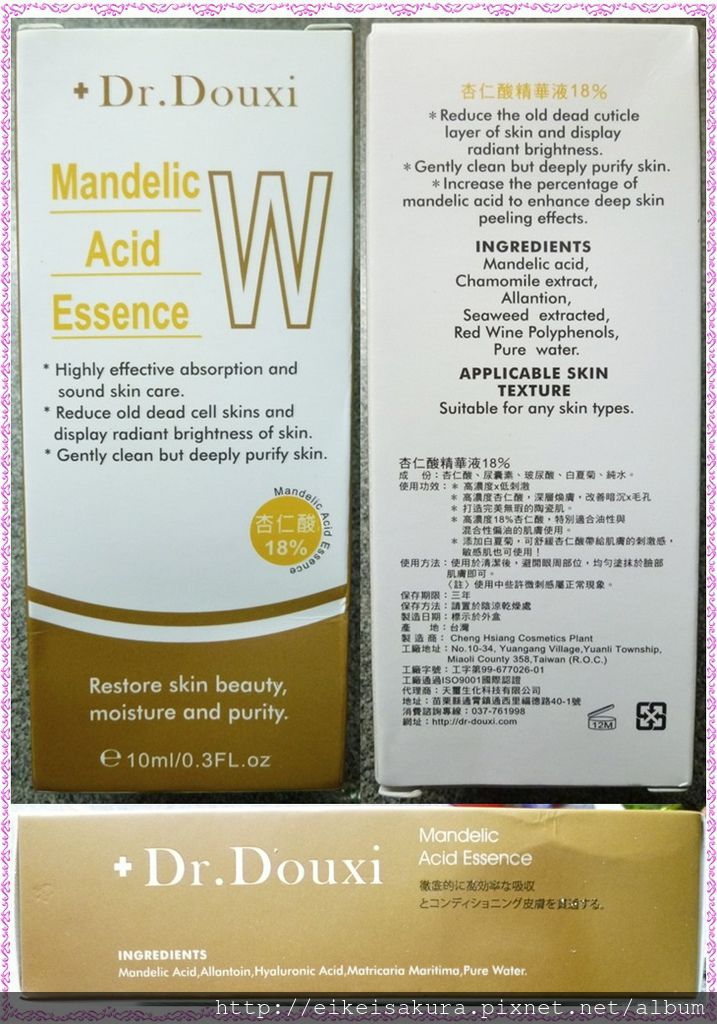 Dr.Douxi
Mandelic
Acid
Essence
W
* Highly effective absorption and
sound skin care.
* Reduce old dead cell skins and
display radiant brightness of skin.
* Gently clean but deeply purify skin.
Mandelic Acid Essence
杏仁酸
18%
Restore skin beauty,
moisture and purity.
℮10ml/0.3FL.oz
杏仁酸精華液18%
*Reduce the old dead cuticle
layer of skin and display
radiant brightness.
*Gently clean but deeply purify skin.
*Increase the percentage of
mandelic acid to enhance deep skin
peeling effects.
INGREDIENTS
Mandelic acid,
Chamomile extract,
Allantion,
Seaweed extracted,
Red Wine Polyphenols,
Pure water.
APPLICABLE SKIN
TEXTURE
Suitable for any skin types.
杏仁酸精華液18%
成 份：杏仁酸、尿囊素、玻尿酸、白夏菊、純水。
使用功效：＊ 高濃度x低刺激
＊ 高濃度杏仁酸，深層煥膚，改善暗沉x毛孔
＊ 打造完美無瑕的陶瓷肌。
＊ 高濃度18%杏仁酸，特別適合油性與
混合性偏油的肌膚使用。
＊ 添加白夏菊，可舒緩杏仁酸帶給肌膚的刺激感，
敏感肌也可使用！
使用方法：使用於清潔後，避開眼周部位，均勻塗抹於臉部
肌膚即可。
〈註〉使用中些許微刺感屬正常現象。
保存期限：三年
保存方法：請置於陰涼乾燥處
製造日期：標示於外盒
產 地：台灣
製 造 商： Cheng Hsiang Cosmetics Plant
工廠地址：No.10-34, Yuangang Village,Yuanli Township,
Miaoli County 358,Taiwan (R.O.C.)
工廠字號：工字第99-677026-01
工廠通過ISO9001國際認證
代理商：天璽生化科技有限公司
地址：苗栗縣通霄鎮通西里福德路40-1號
消費諮詢專線：037-761998
網址：http://dr-douxi.com
12M
Dr.Douxi
Mandelic
Acid Essence
徹底的に高効率な吸収
とコンディショニング皮膚を貫通する。
INGREDIENTS
Mandelic Acid,Allantoin,Hyaluronic Acid,Matricaria Maritima,Pure Water.
http://eikeisakura.pixnet.net/album